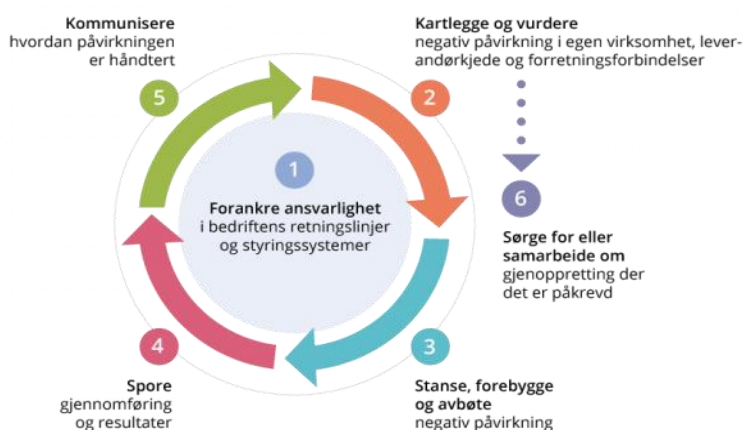 1
Forankre ansvarlighet
i bedriftens retningslinjer
og styringssystemer
2
Kartlegge og vurdere
negativ påvirkning i egen virksomhet, lever-
andørkjede og forretningsforbindelser
3
Stanse, forebygge
og avbøte
negativ påvirkning
4
Spore
gjennomføring
og resultater
5
Kommunisere
hvordan påvirkningen
er håndtert
6
Sørge for eller
samarbeide om
gjenoppretting der
det er påkrevd